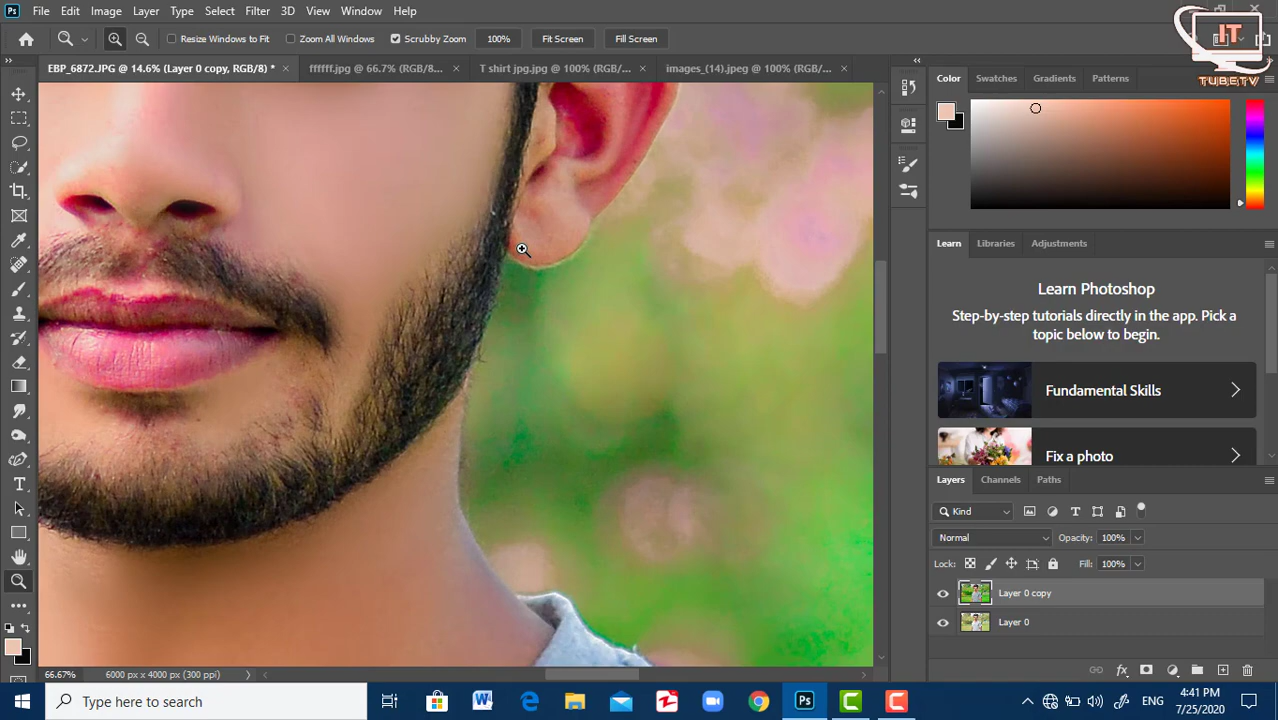 Ps File Edit Image Layer Type Select Filter 3D View Window Help
Resize Windows to Fit Zoom All Windows Scrubby Zoom 100% Fit Screen Fill Screen
IT
TUBETV
EBP_6872.JPG @ 14.6% (Layer 0 copy, RGB/8) * × ffffff.jpg @ 66.7% (RGB/8... × T shirt jpg.jpg @ 100% (RGB/... × images_(14).jpeg @ 100% (RGB/... ×
Color Swatches Gradients Patterns
Learn Libraries Adjustments
Learn Photoshop
Step-by-step tutorials directly in the app. Pick a
topic below to begin.
Fundamental Skills
Fix a photo
Layers Channels Paths
Kind
Normal Opacity: 100%
Lock: Fill: 100%
Layer 0 copy
Layer 0
66.67% 6000 px x 4000 px (300 ppi)
Type here to search
Ps
ENG
4:41 PM
7/25/2020